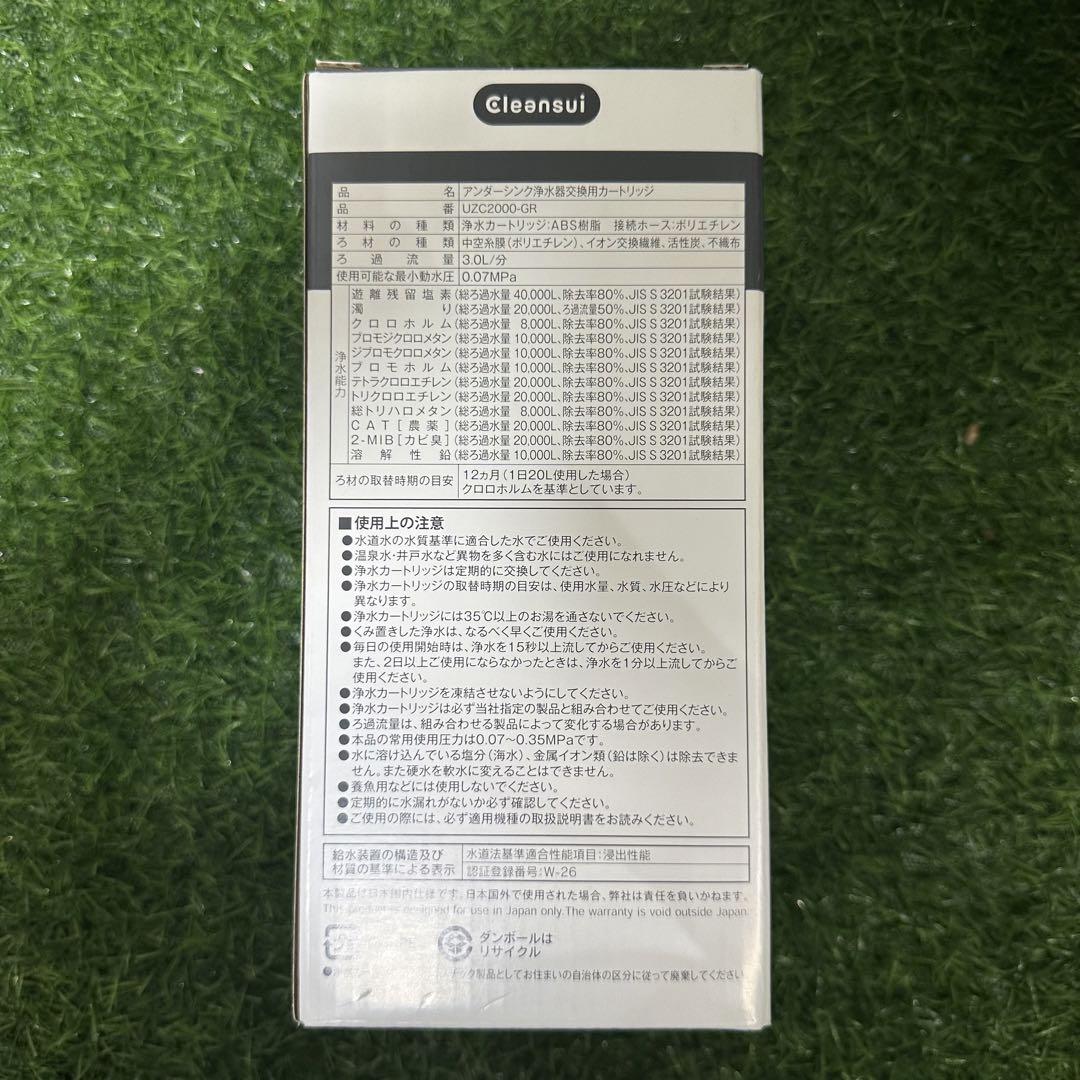 Cleansui
品名 アンダーシンク浄水器交換用カートリッジ
品番 UZC2000-GR
材料の種類 浄水カートリッジ:ABS樹脂 接続ホース:ポリエチレン
ろ材の種類 中空糸膜(ポリエチレン)、イオン交換繊維、活性炭、不織布
ろ過流量 3.0L/分
使用可能な最小動水圧 0.07MPa
浄水能力
遊離残留塩素 (総ろ過水量 40,000L、除去率80%、JIS S 3201試験結果)
濁り (総ろ過水量 20,000L、ろ過流量50%、JIS S 3201試験結果)
クロロホルム (総ろ過水量 8,000L、除去率80%、JIS S 3201試験結果)
ブロモジクロロメタン (総ろ過水量 10,000L、除去率80%、JIS S 3201試験結果)
ジブロモクロロメタン (総ろ過水量 10,000L、除去率80%、JIS S 3201試験結果)
ブロモホルム (総ろ過水量 10,000L、除去率80%、JIS S 3201試験結果)
テトラクロロエチレン (総ろ過水量 20,000L、除去率80%、JIS S 3201試験結果)
トリクロロエチレン (総ろ過水量 20,000L、除去率80%、JIS S 3201試験結果)
総トリハロメタン (総ろ過水量 8,000L、除去率80%、JIS S 3201試験結果)
CAT[農薬] (総ろ過水量 20,000L、除去率80%、JIS S 3201試験結果)
2-MIB[カビ臭] (総ろ過水量 20,000L、除去率80%、JIS S 3201試験結果)
溶解性鉛 (総ろ過水量 10,000L、除去率80%、JIS S 3201試験結果)
ろ材の取替時期の目安 12ヵ月(1日20L使用した場合)
クロロホルムを基準としています。
■使用上の注意
●水道水の水質基準に適合した水でご使用ください。
●温泉水・井戸水など異物を多く含む水にはご使用になれません。
●浄水カートリッジは定期的に交換してください。
●浄水カートリッジの取替時期の目安は、使用水量、水質、水圧などにより
異なります。
●浄水カートリッジには35℃以上のお湯を通さないでください。
●くみ置きした浄水は、なるべく早くご使用ください。
●毎日の使用開始時は、浄水を15秒以上流してからご使用ください。
また、2日以上ご使用にならなかったときは、浄水を1分以上流してからご
使用ください。
●浄水カートリッジを凍結させないようにしてください。
●浄水カートリッジは必ず当社指定の製品と組み合わせてご使用ください。
●ろ過流量は、組み合わせる製品によって変化する場合があります。
●本品の常用使用圧力は0.07～0.35MPaです。
●水に溶け込んでいる塩分(海水)、金属イオン類(鉛は除く)は除去できま
せん。また硬水を軟水に変えることはできません。
●養魚用などには使用しないでください。
●定期的に水漏れがないか必ず確認してください。
●ご使用の際には、必ず適用機種の取扱説明書をお読みください。
給水装置の構造及び 水道法基準適合性能項目:浸出性能
材質の基準による表示 認証登録番号:W-26
本製品は日本国内仕様です。日本国外で使用された場合、弊社は責任を負いかねます。
This product is designed for use in Japan only.The warranty is void outside Japan.
ダンボールは
リサイクル
チック製品としてお住まいの自治体の区分に従って廃棄してください